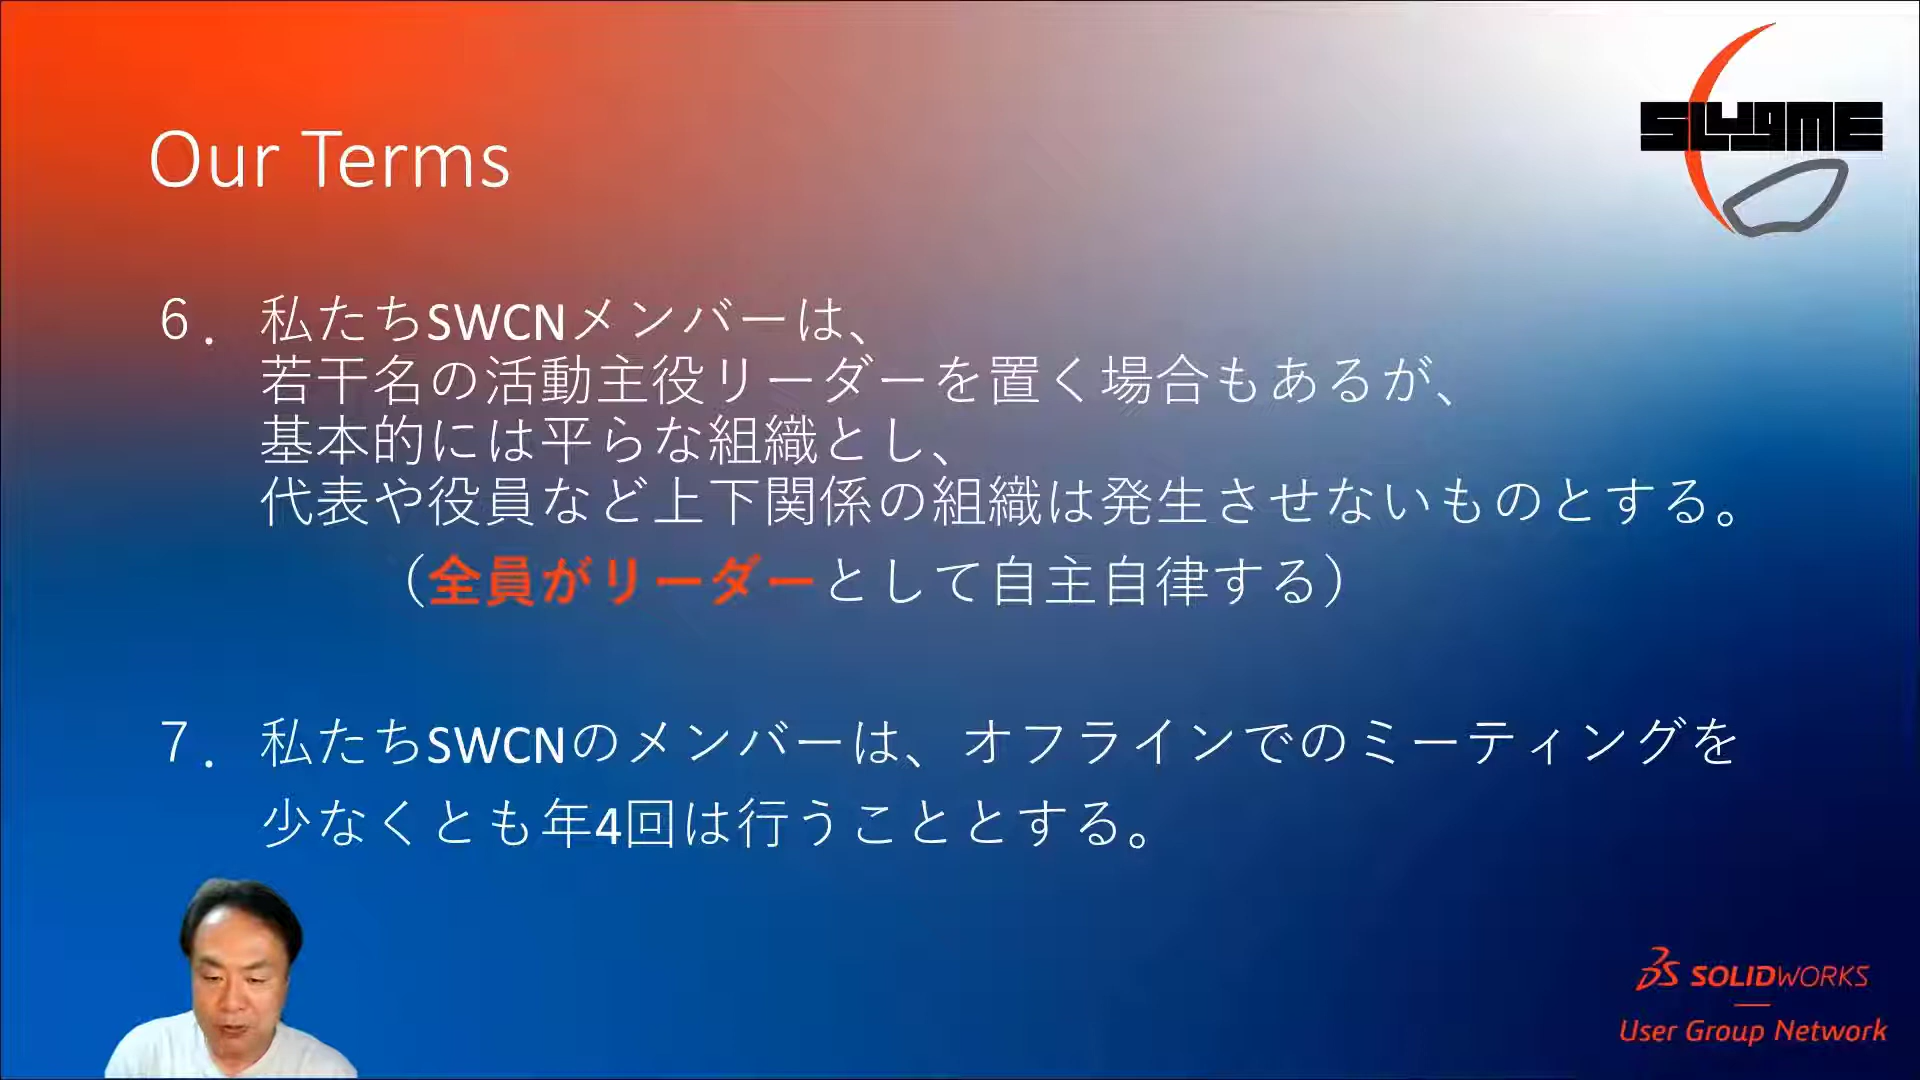 SLUGME
Our Terms
６． 私たちSWCNメンバーは、
若干名の活動主役リーダーを置く場合もあるが、
基本的には平らな組織とし、
代表や役員など上下関係の組織は発生させないものとする。
（全員がリーダーとして自主自律する）
７． 私たちSWCNのメンバーは、オフラインでのミーティングを
少なくとも年4回は行うこととする。
SOLIDWORKS
User Group Network